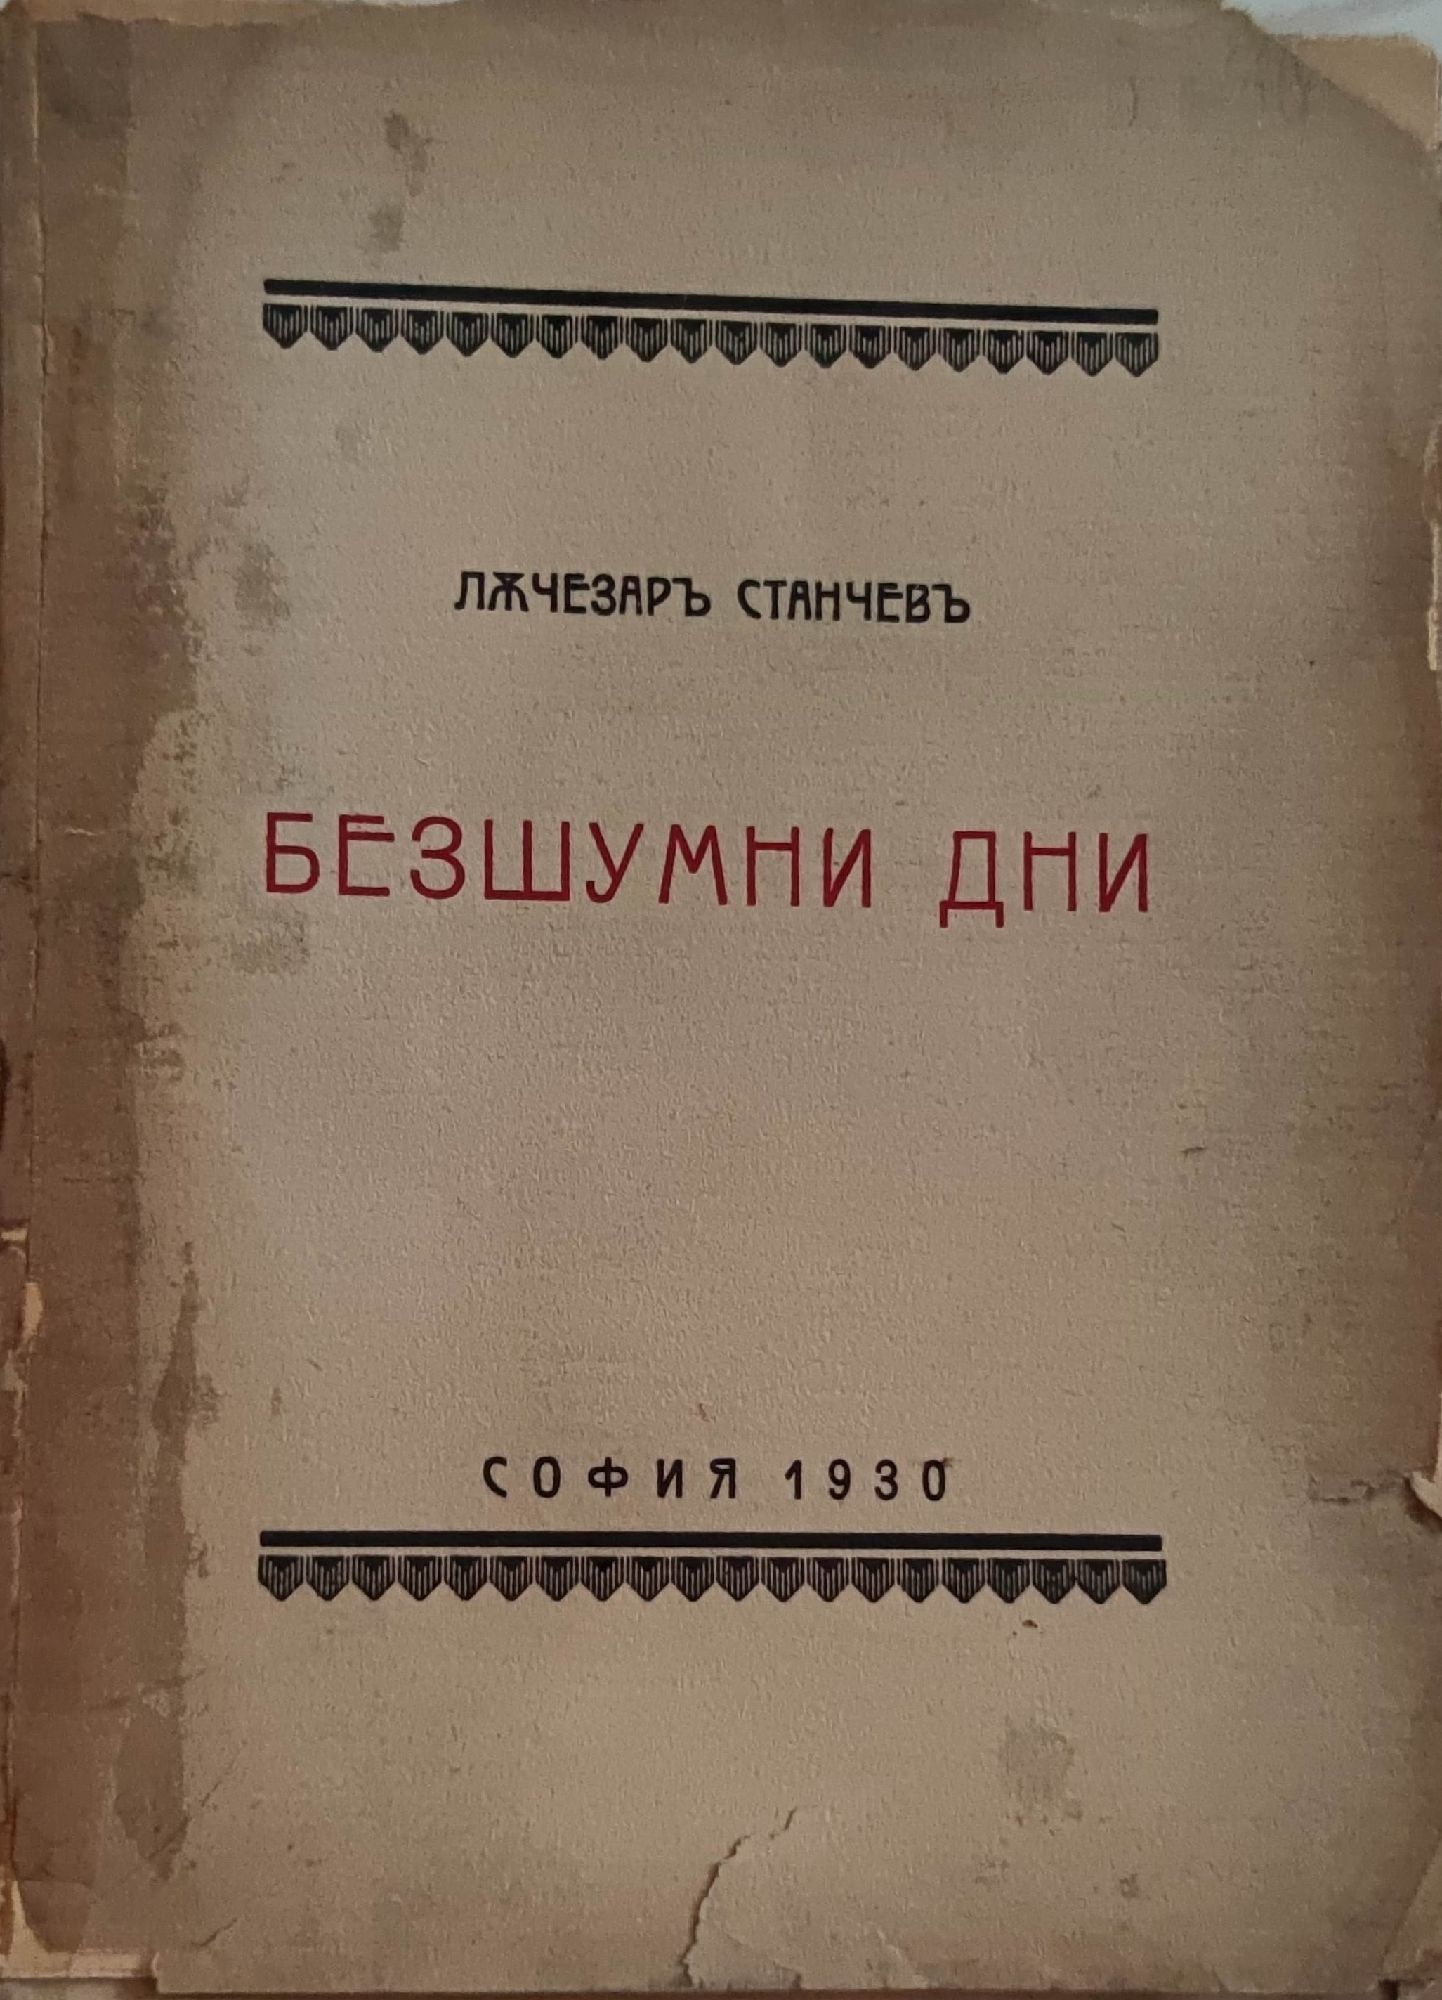 ЛѪЧЕЗАРЪ СТАНЧЕВЪ
БЕЗШУМНИ ДНИ
СОФИЯ 1930